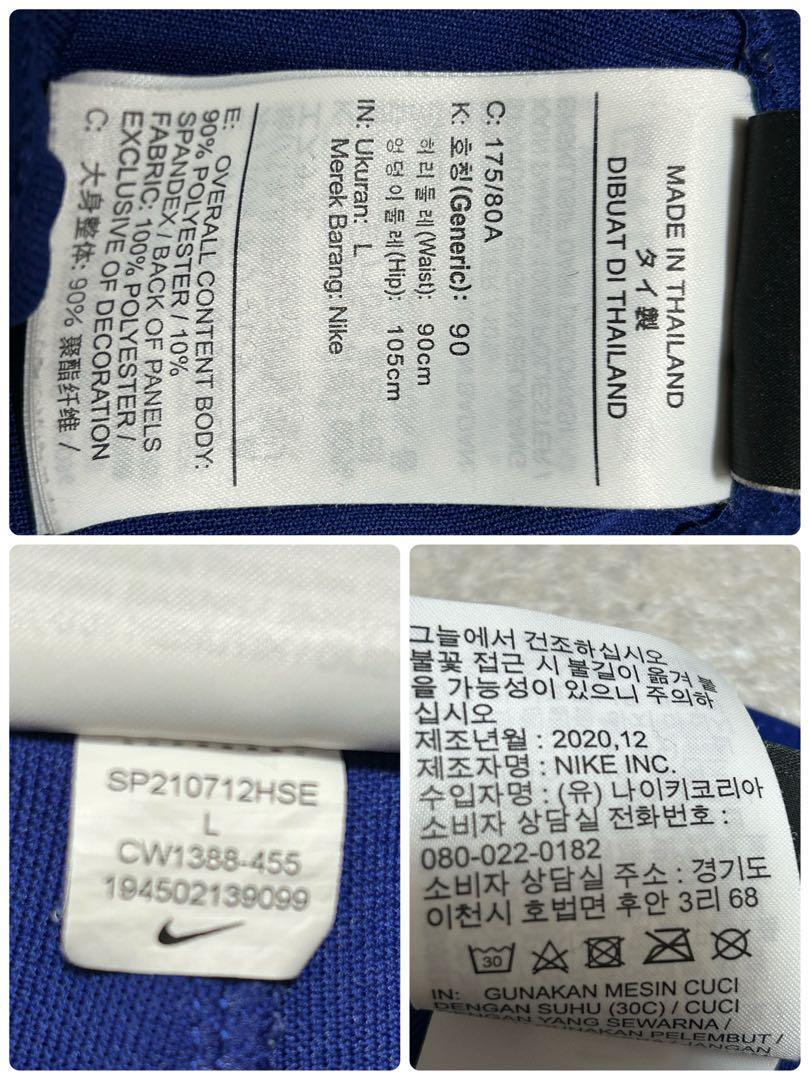 MADE IN THAILAND
タイ製
DIBUAT DI THAILAND
C: 175/80A
K: 호칭(Generic): 90
허리둘레(Waist): 90cm
엉덩이둘레(Hip): 105cm
IN: Ukuran: L
Merek Barang: Nike
E: OVERALL CONTENT BODY:
90% POLYESTER / 10%
SPANDEX / BACK OF PANELS
FABRIC: 100% POLYESTER /
EXCLUSIVE OF DECORATION
C: 大身整体: 90% 聚酯纤维 /
SP210712HSE
L
CW1388-455
194502139099
그늘에서 건조하십시오
불꽃 접근 시 불길이 옮겨 붙
을 가능성이 있으니 주의하
십시오
제조년월 : 2020,12
제조자명 : NIKE INC.
수입자명 : (유) 나이키코리아
소비자 상담실 전화번호 :
080-022-0182
소비자 상담실 주소 : 경기도
이천시 호법면 후안 3리 68
30
IN: GUNAKAN MESIN CUCI
DENGAN SUHU (30C) / CUCI
DENGAN YANG SEWARNA /
PELEMBUT /
JANGAN